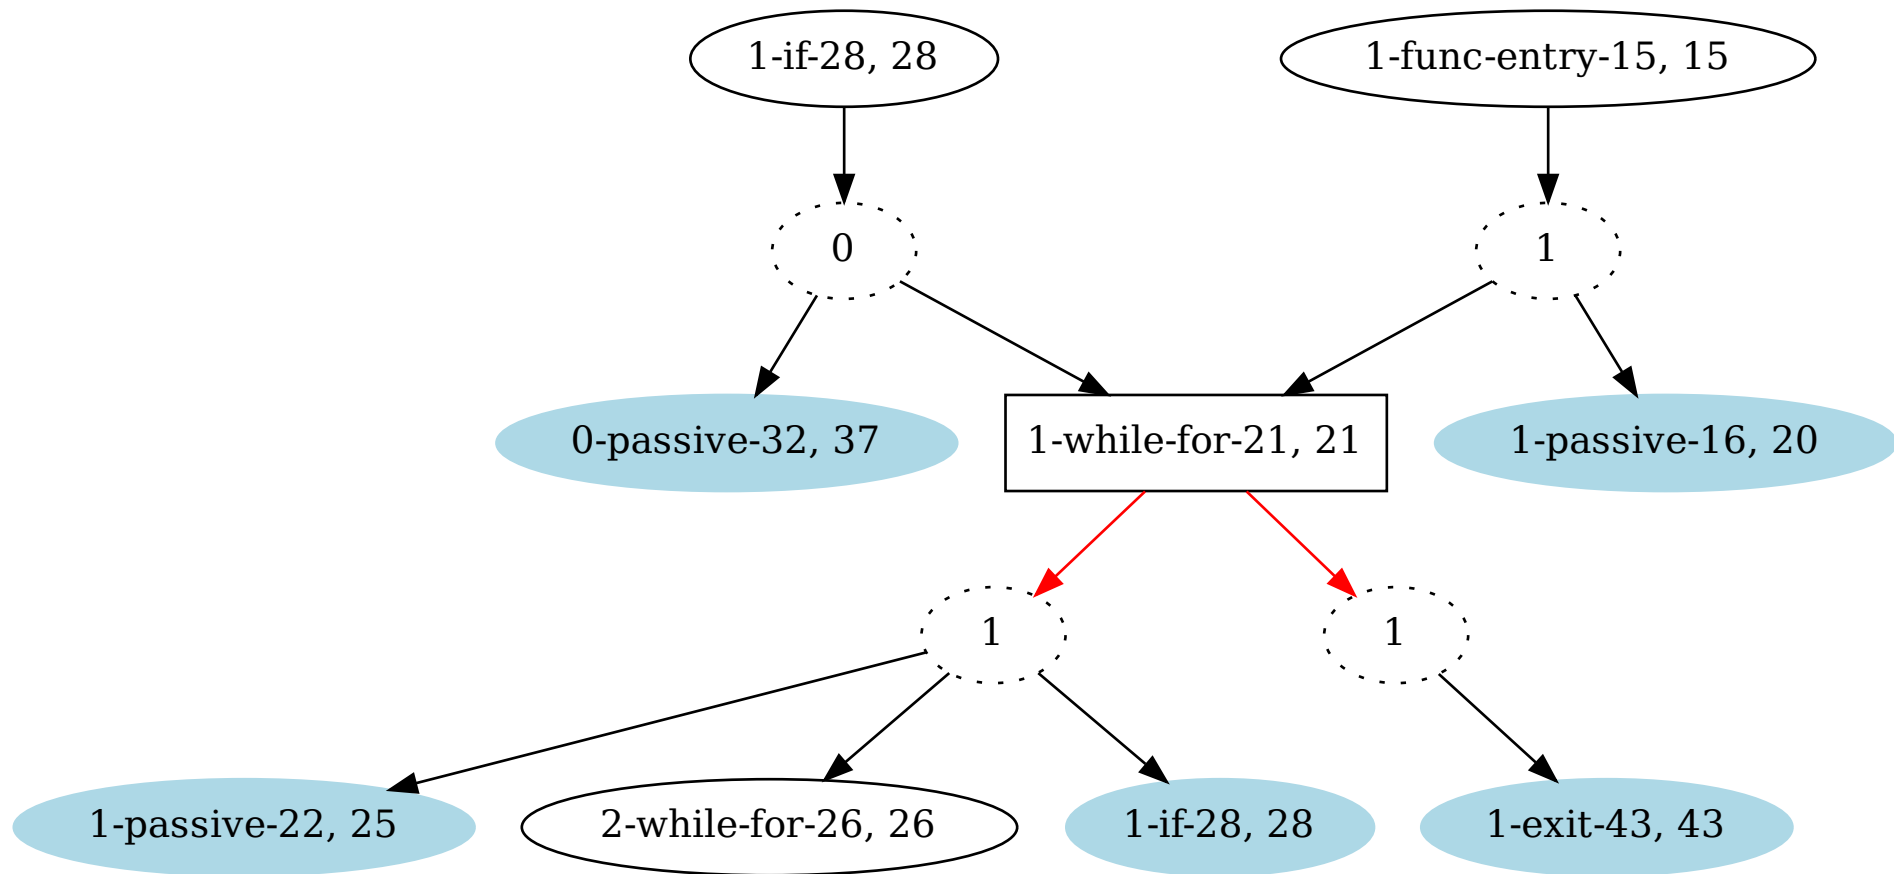 1-if-28, 28
1-func-entry-15, 15
0
1
0-passive-32, 37
1-while-for-21, 21
1-passive-16, 20
1
1
1-passive-22, 25
2-while-for-26, 26
1-if-28, 28
1-exit-43, 43